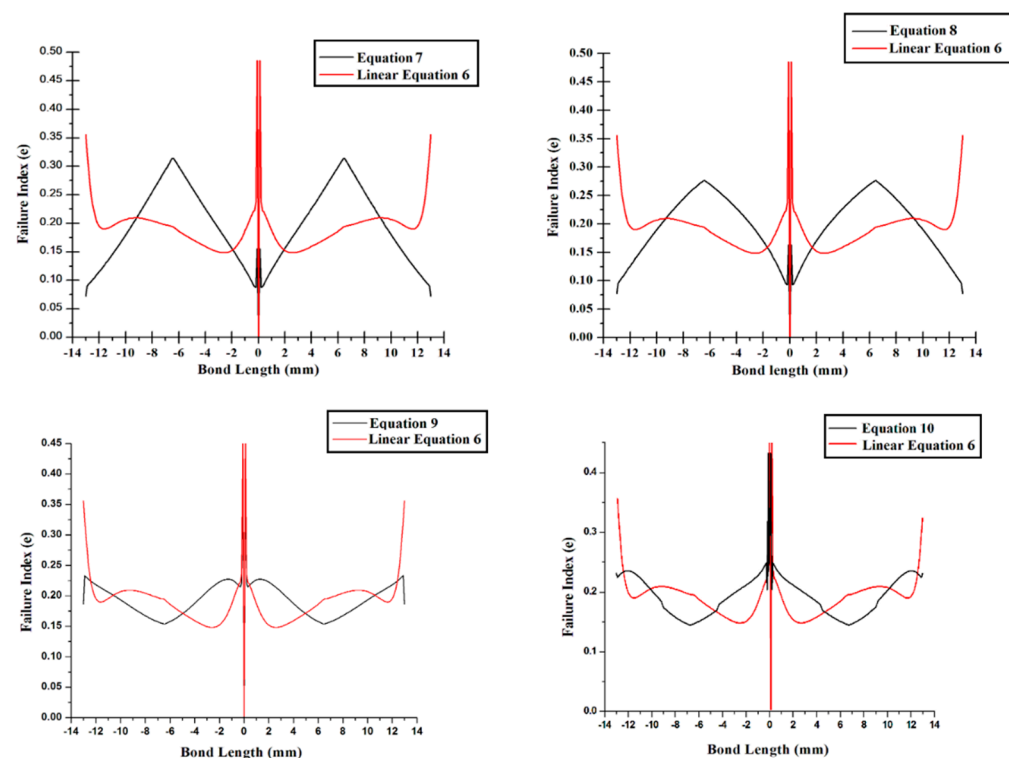 Equation 7
Linear Equation 6
0.50
0.45
0.40
0.35
0.30
0.25
0.20
0.15
0.10
0.05
0.00
Failure Index (e)
-14 -12 -10 -8 -6 -4 -2 0 2 4 6 8 10 12 14
Bond Length (mm)
Equation 8
Linear Equation 6
0.50
0.45
0.40
0.35
0.30
0.25
0.20
0.15
0.10
0.05
0.00
Failure Index (e)
-14 -12 -10 -8 -6 -4 -2 0 2 4 6 8 10 12 14
Bond length (mm)
Equation 9
Linear Equation 6
0.45
0.40
0.35
0.30
0.25
0.20
0.15
0.10
0.05
0.00
Failure Index (e)
-14 -12 -10 -8 -6 -4 -2 0 2 4 6 8 10 12 14
Bond Length (mm)
Equation 10
Linear Equation 6
0.4
0.3
0.2
0.1
0.0
Failure Index (e)
-14 -12 -10 -8 -6 -4 -2 0 2 4 6 8 10 12 14
Bond Length (mm)